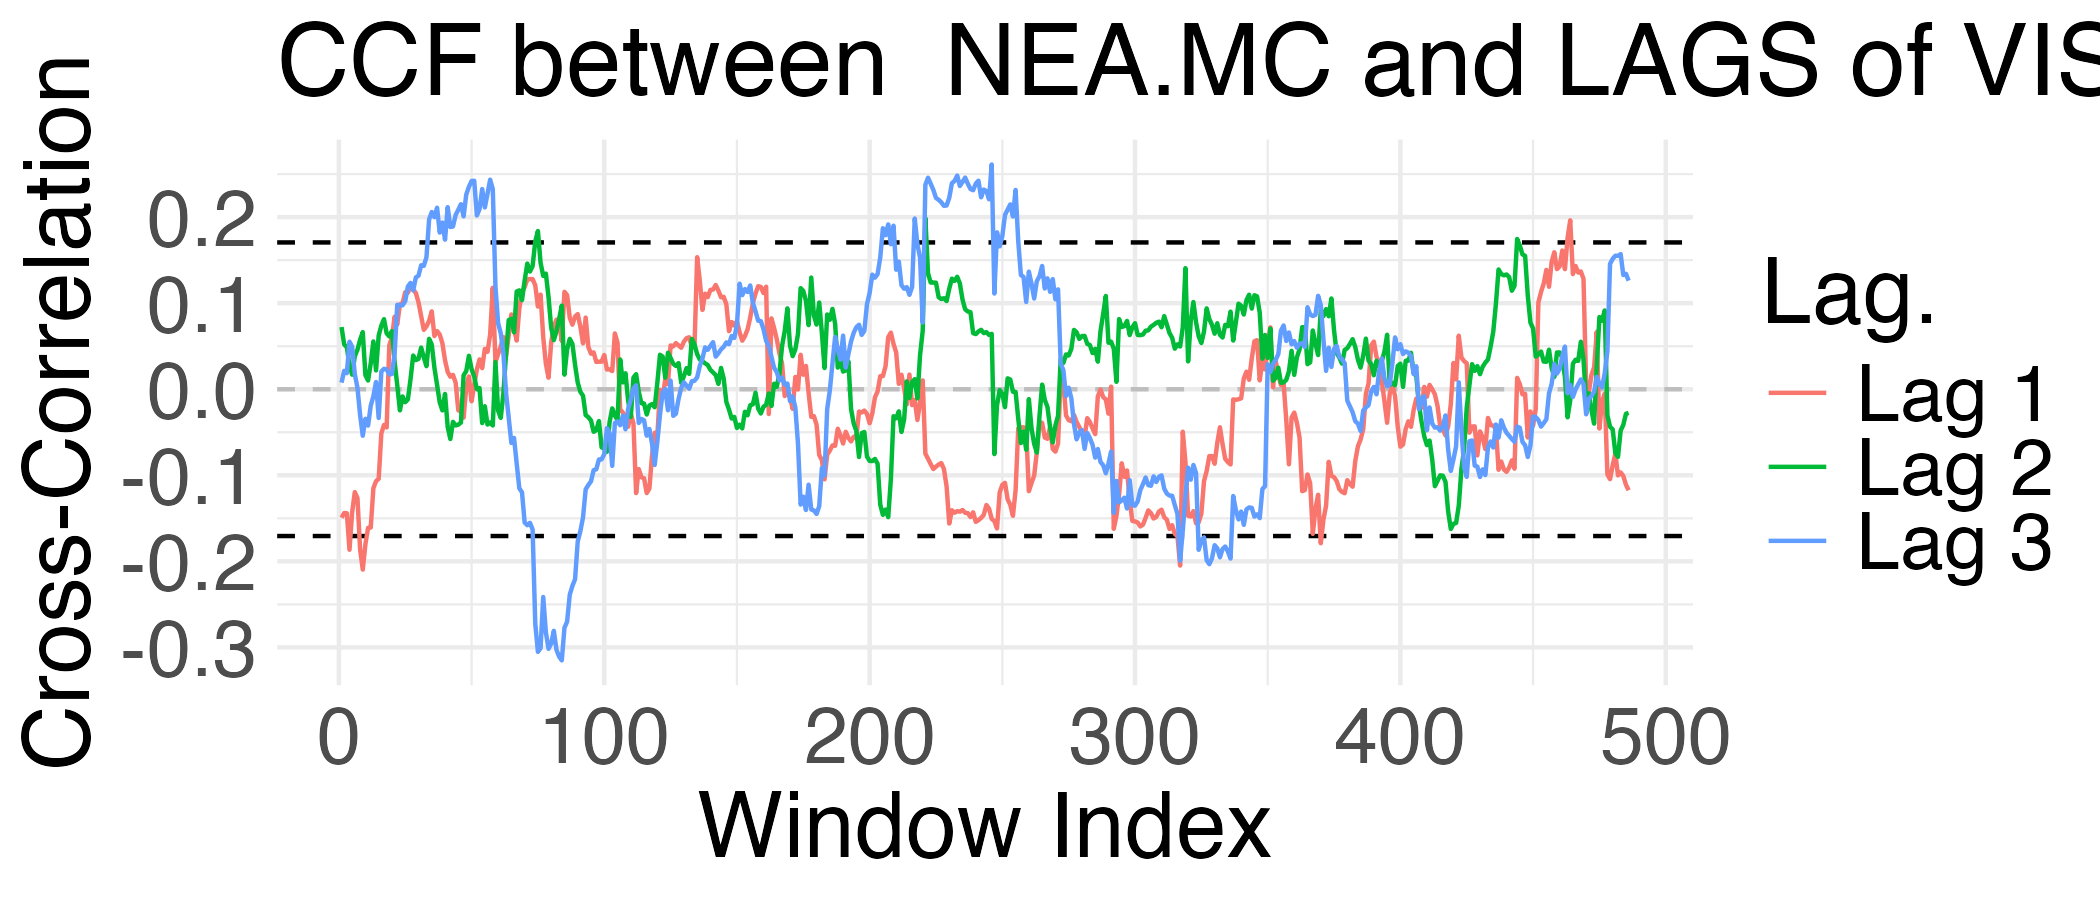 CCF between  NEA.MC and LAGS of VIS
Cross-Correlation
0.2
0.1
0.0
-0.1
-0.2
-0.3
0 100 200 300 400 500
Window Index
Lag.
Lag 1
Lag 2
Lag 3